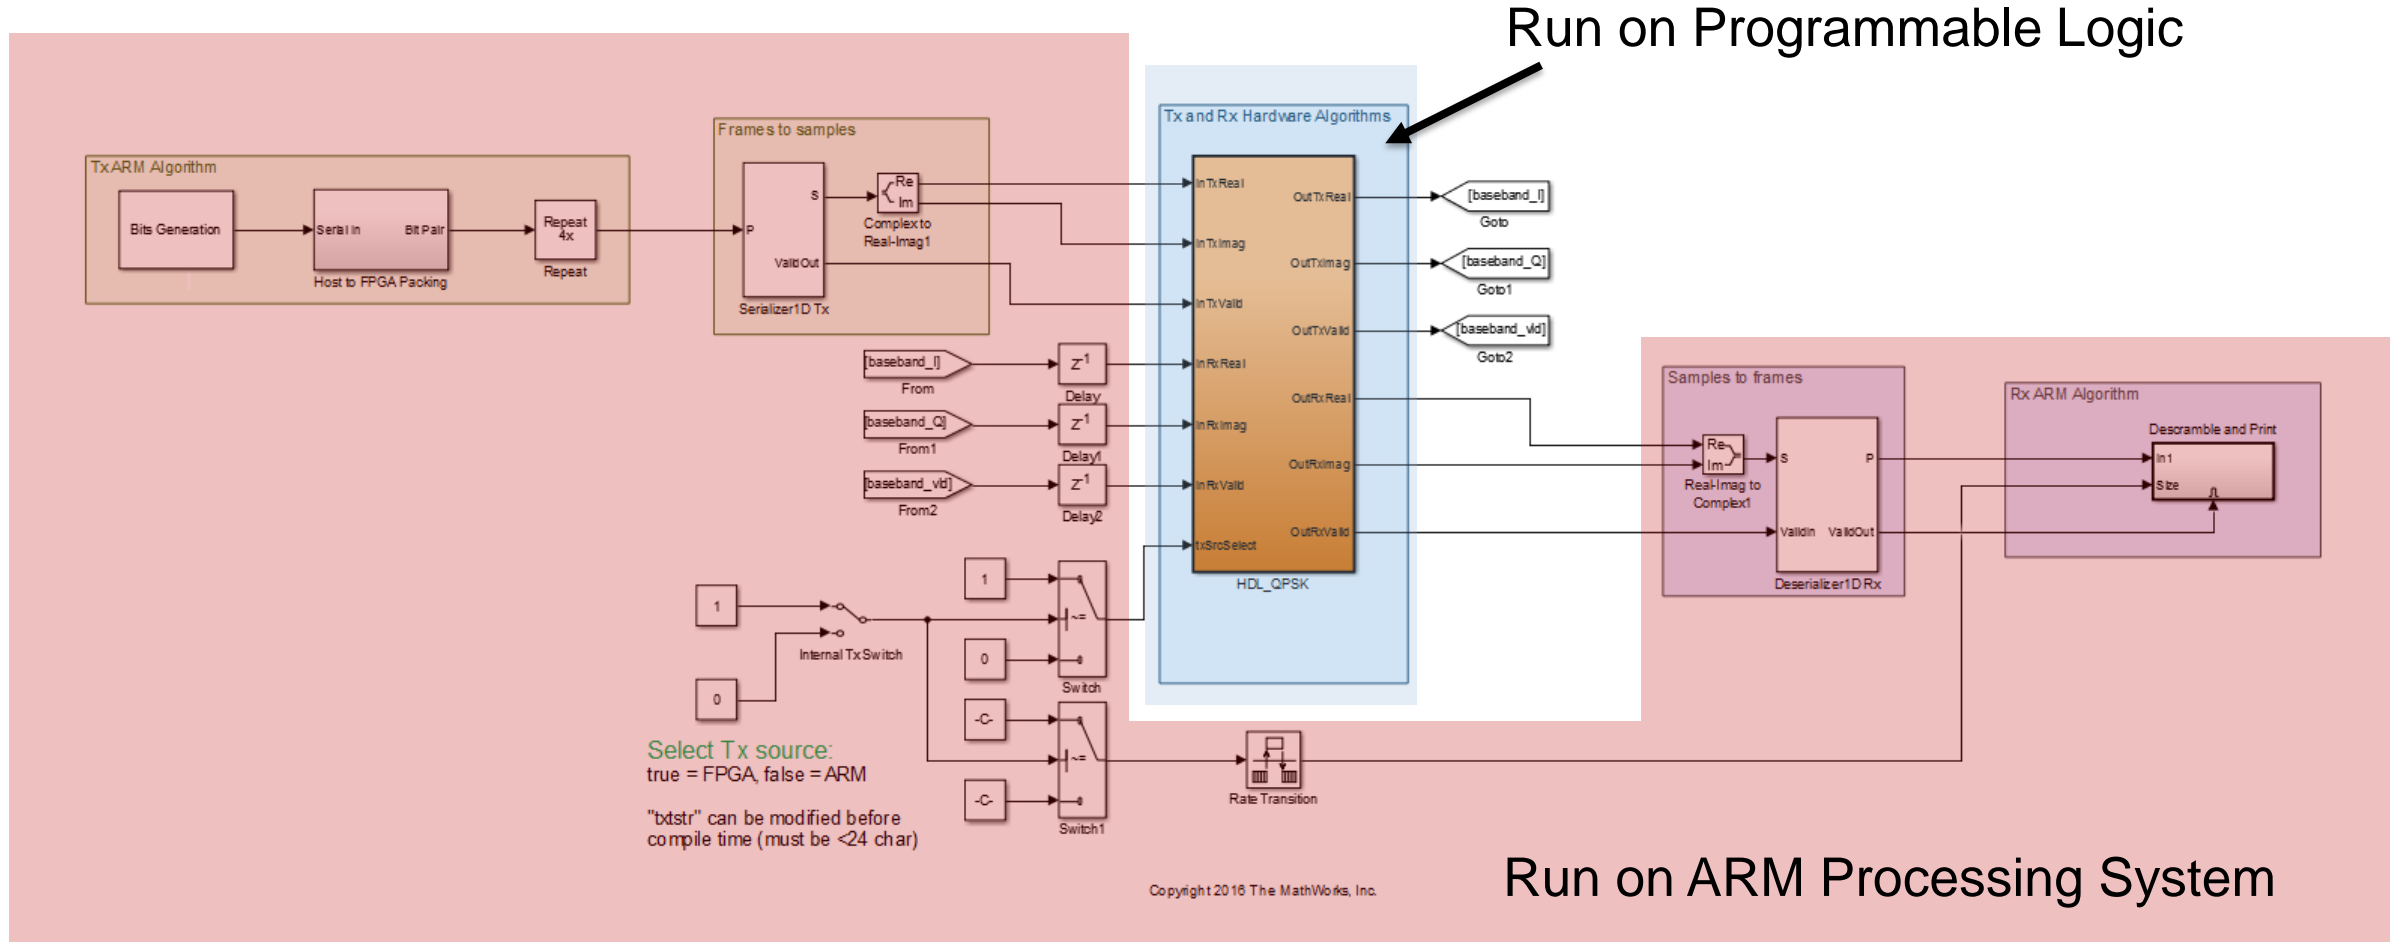 Run on Programmable Logic
Tx and Rx Hardware Algorithms
Frames to samples
Tx ARM Algorithm
Bits Generation
Serial In
Bit Pair
Host to FPGA Packing
Repeat
4x
Repeat
P
S
Valid Out
Serializer1D Tx
Re
Im
Complex to
Real-Imag1
InTxReal
InTxImag
InTxValid
InRxReal
InRxImag
InRxValid
txSrcSelect
OutTxReal
OutTxImag
OutTxValid
OutRxReal
OutRxImag
OutRxValid
HDL_QPSK
[baseband_I]
Goto
[baseband_Q]
Goto1
[baseband_vld]
Goto2
[baseband_I]
From
z-1
Delay
[baseband_Q]
From1
z-1
Delay1
[baseband_vld]
From2
z-1
Delay2
Samples to frames
Re
Im
Real-Imag to
Complex1
S
P
ValidIn
ValidOut
Deserializer1D Rx
Rx ARM Algorithm
Descramble and Print
In1
Size
1
0
Internal Tx Switch
1
0
~=
Switch
-C-
-C-
~=
Switch1
Rate Transition
Select Tx source:
true = FPGA, false = ARM
"txtstr" can be modified before
compile time (must be <24 char)
Copyright 2016 The MathWorks, Inc.
Run on ARM Processing System